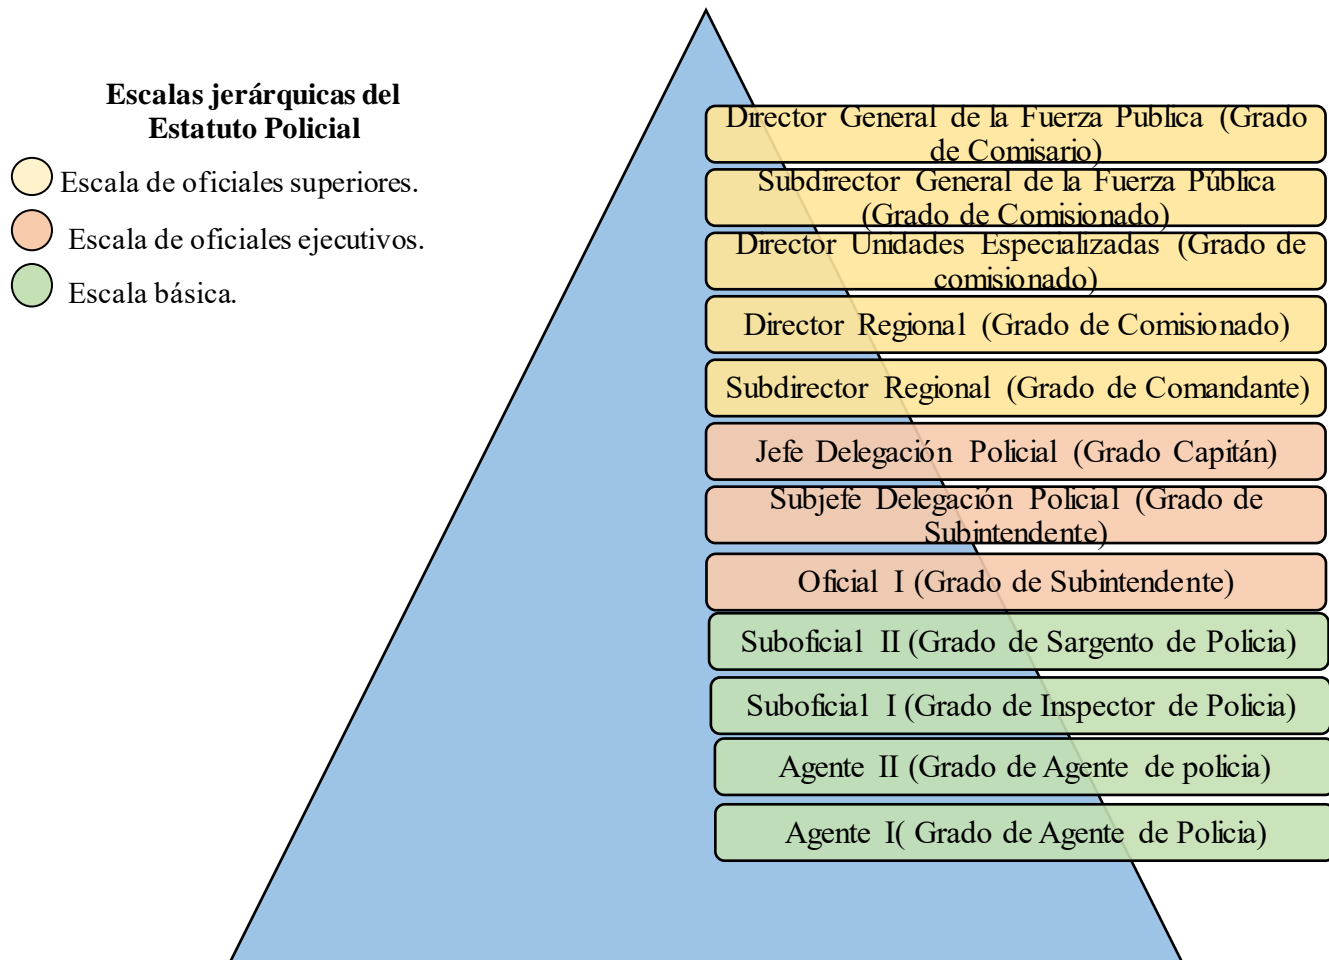 Escalas jerárquicas del
Estatuto Policial
Escala de oficiales superiores.
Escala de oficiales ejecutivos.
Escala básica.
Director General de la Fuerza Pública (Grado
de Comisario)
Subdirector General de la Fuerza Pública
(Grado de Comisionado)
Director Unidades Especializadas (Grado de
comisionado)
Director Regional (Grado de Comisionado)
Subdirector Regional (Grado de Comandante)
Jefe Delegación Policial (Grado Capitán)
Subjefe Delegación Policial (Grado de
Subintendente)
Oficial I (Grado de Subintendente)
Suboficial II (Grado de Sargento de Policia)
Suboficial I (Grado de Inspector de Policia)
Agente II (Grado de Agente de policia)
Agente I( Grado de Agente de Policia)